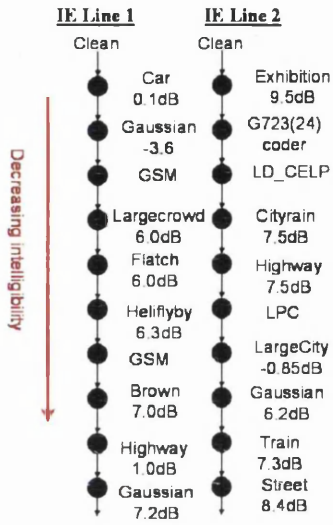 IE Line 1
IE Line 2
Clean
Clean
Decreasing intelligibility
Car
0.1dB
Gaussian
-3.6
GSM
Largecrowd
6.0dB
Flatch
6.0dB
Heliflyby
6.3dB
GSM
Brown
7.0dB
Highway
1.0dB
Gaussian
7.2dB
Exhibition
9.5dB
G723(24)
coder
LD_CELP
Cityrain
7.5dB
Highway
7.5dB
LPC
LargeCity
-0.85dB
Gaussian
6.2dB
Train
7.3dB
Street
8.4dB